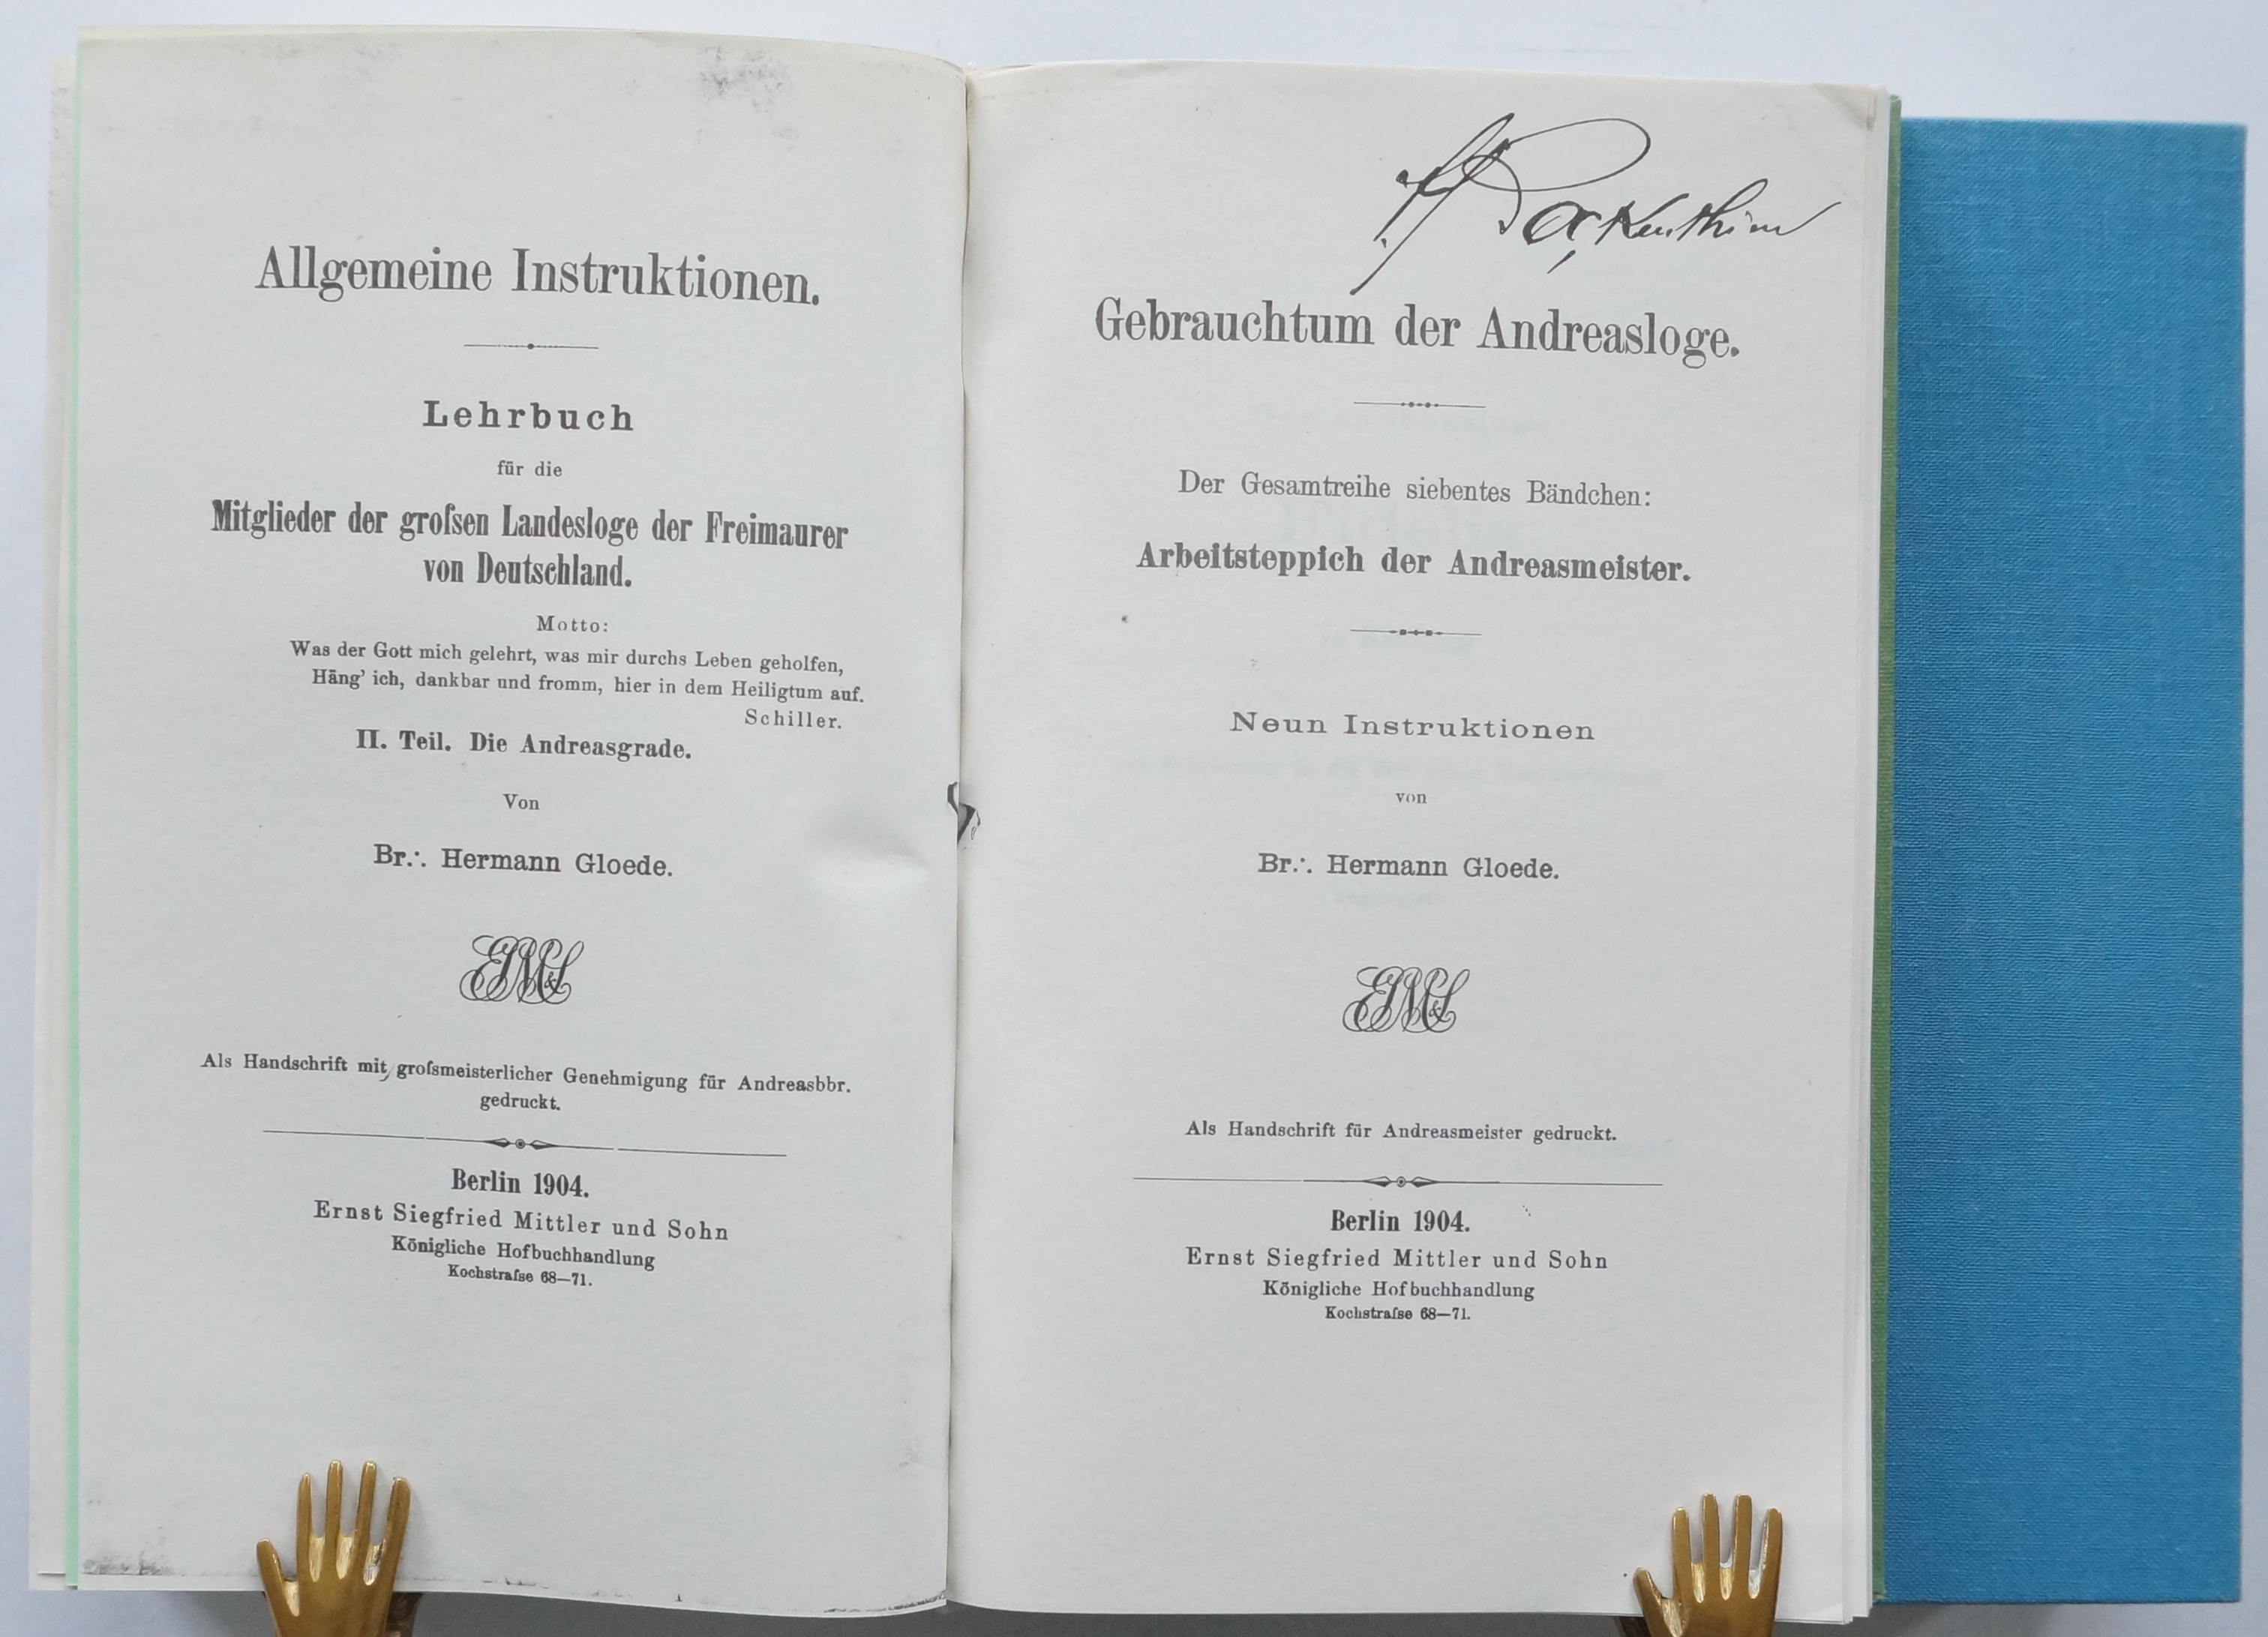 Allgemeine Instruktionen.
Lehrbuch
für die
Mitglieder der groſsen Landesloge der Freimaurer
von Deutschland.
Motto:
Was der Gott mich gelehrt, was mir durchs Leben geholfen,
Häng' ich, dankbar und fromm, hier in dem Heiligtum auf.
Schiller.
II. Teil. Die Andreasgrade.
Von
Br.·. Hermann Gloede.
Als Handschrift mit groſsmeisterlicher Genehmigung für Andreasbbr.
gedruckt.
Berlin 1904.
Ernst Siegfried Mittler und Sohn
Königliche Hofbuchhandlung
Kochstraſse 68—71.
Gebrauchtum der Andreasloge.
Der Gesamtreihe siebentes Bändchen:
Arbeitsteppich der Andreasmeister.
Neun Instruktionen
von
Br.·. Hermann Gloede.
Als Handschrift für Andreasmeister gedruckt.
Berlin 1904.
Ernst Siegfried Mittler und Sohn
Königliche Hofbuchhandlung
Kochstraſse 68—71.